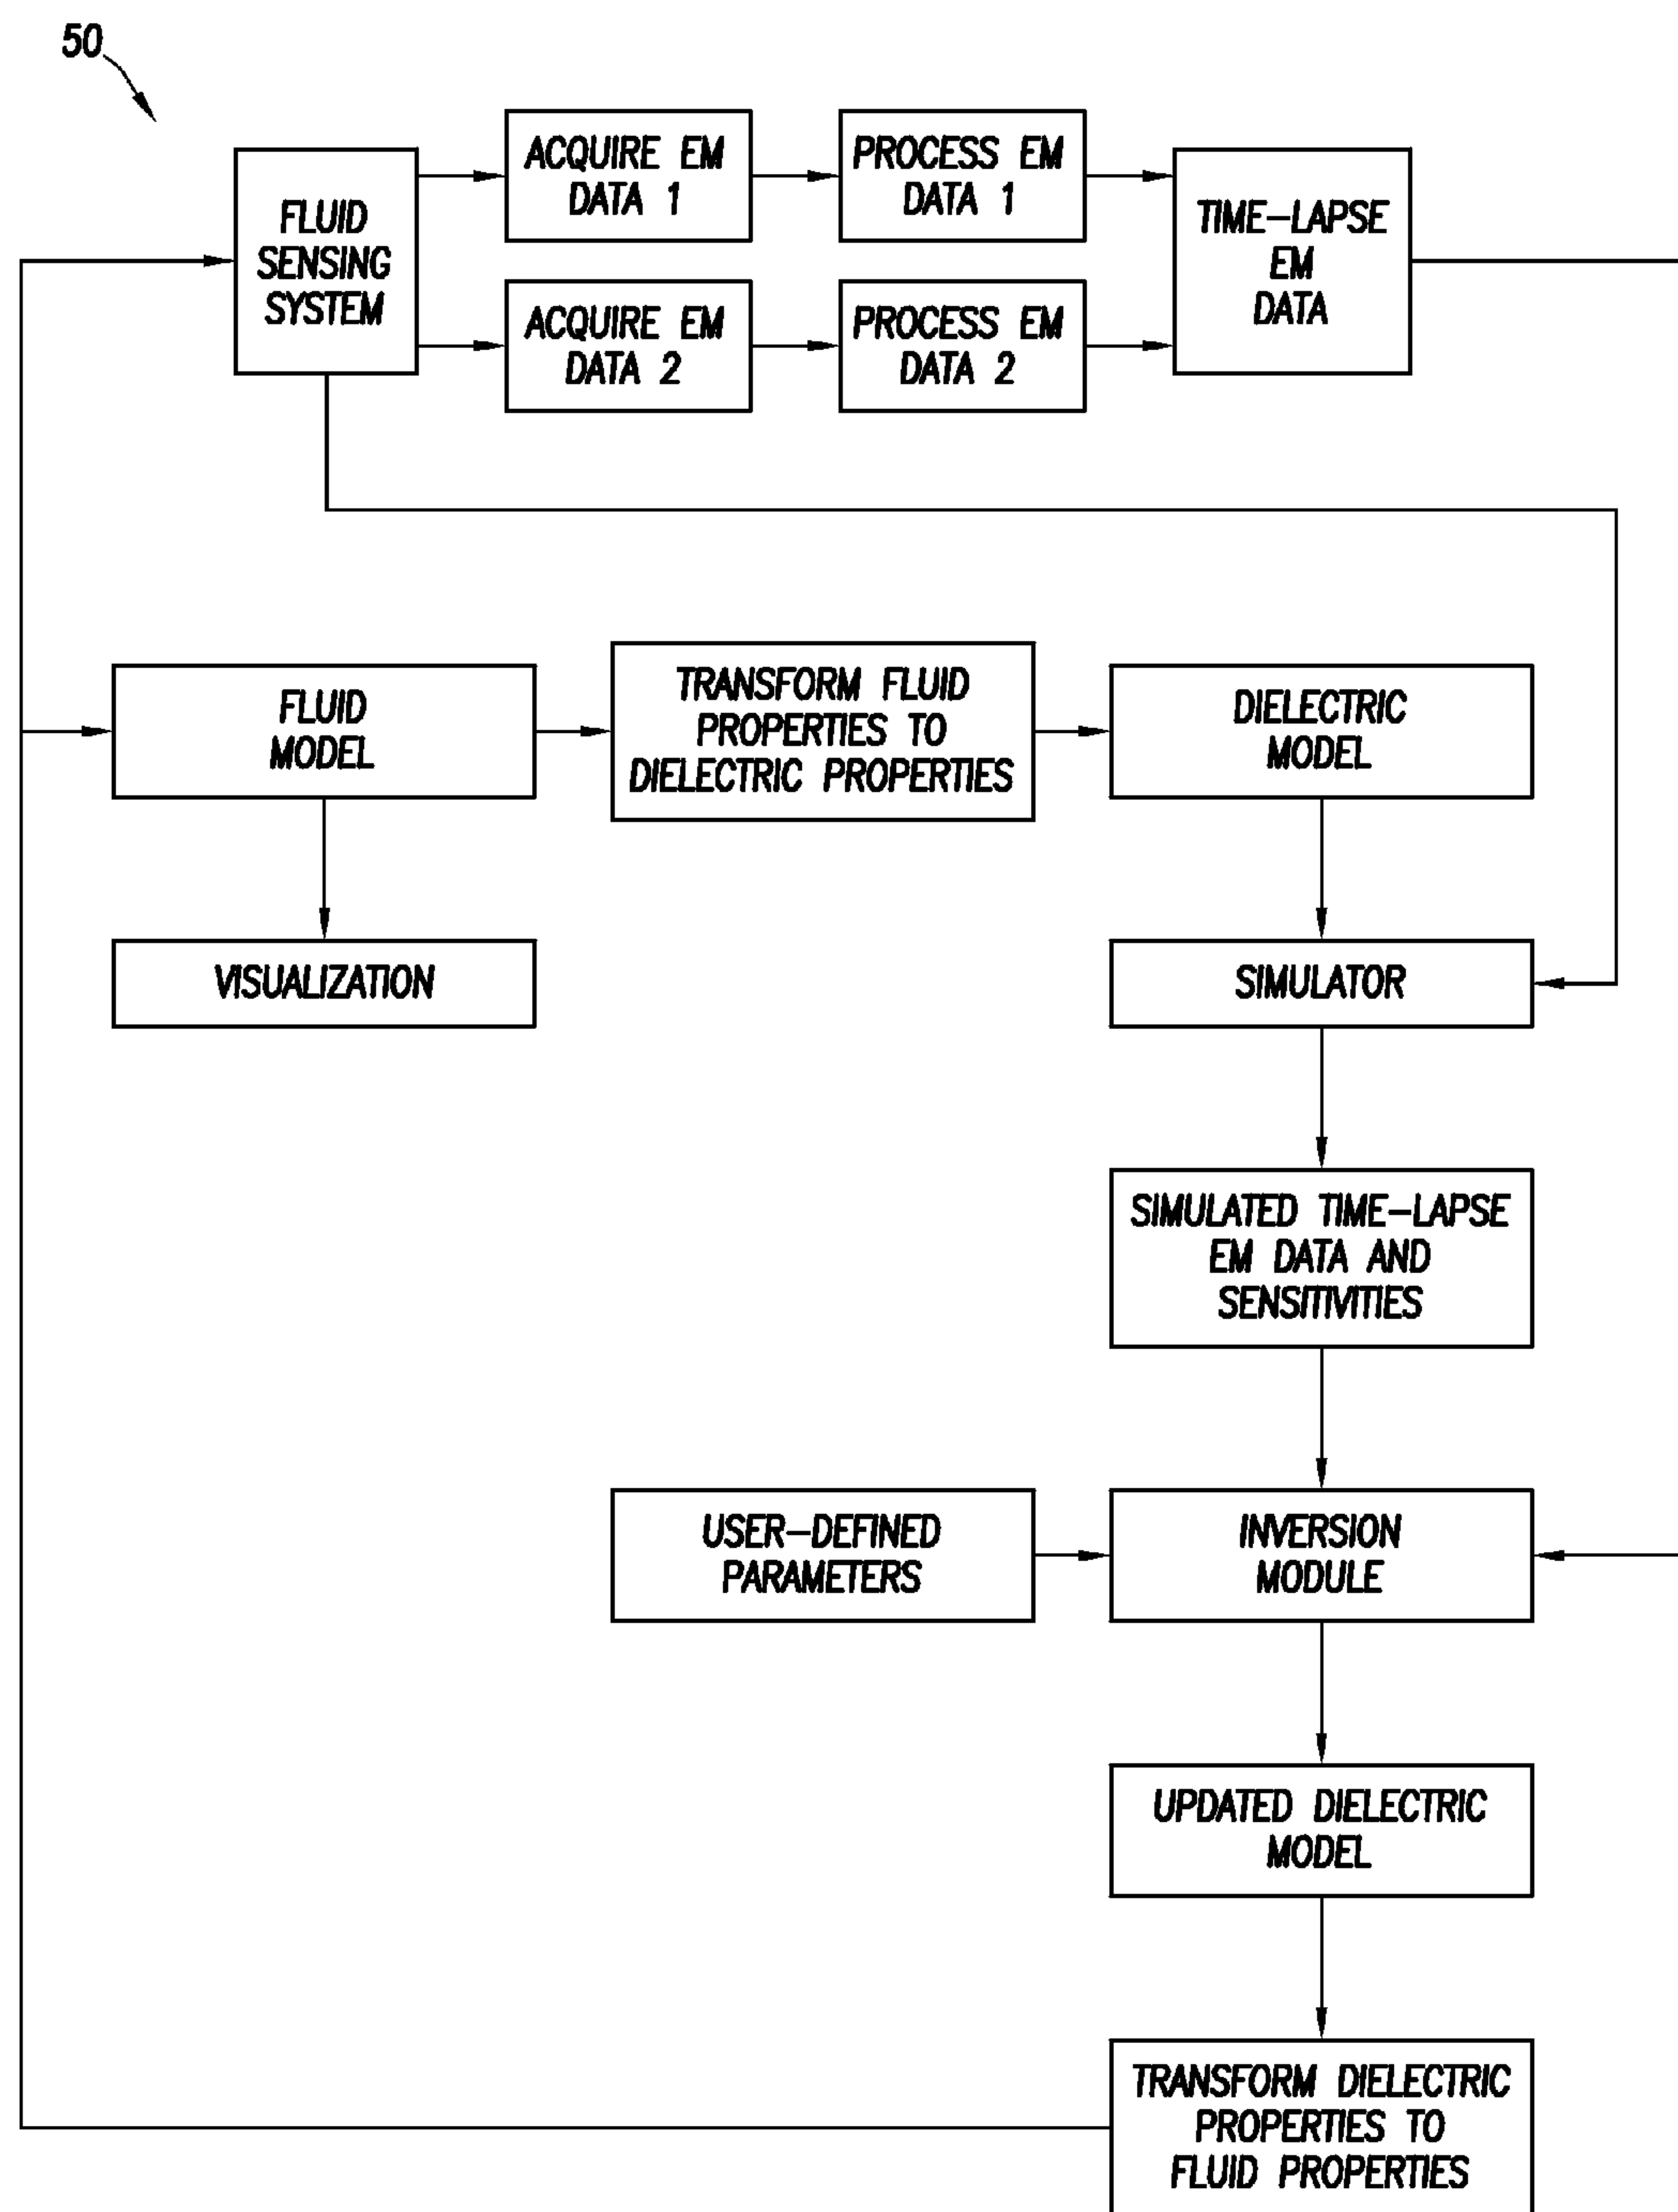 50
FLUID
SENSING
SYSTEM
ACQUIRE EM
DATA 1
PROCESS EM
DATA 1
ACQUIRE EM
DATA 2
PROCESS EM
DATA 2
TIME-LAPSE
EM
DATA
FLUID
MODEL
TRANSFORM FLUID
PROPERTIES TO
DIELECTRIC PROPERTIES
DIELECTRIC
MODEL
VISUALIZATION
SIMULATOR
SIMULATED TIME-LAPSE
EM DATA AND
SENSITIVITIES
USER-DEFINED
PARAMETERS
INVERSION
MODULE
UPDATED DIELECTRIC
MODEL
TRANSFORM DIELECTRIC
PROPERTIES TO
FLUID PROPERTIES